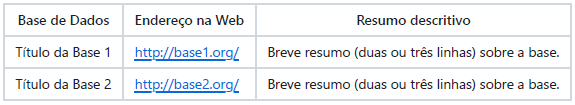 Base de Dados Endereço na Web Resumo descritivo
Título da Base 1 http://base1.org/ Breve resumo (duas ou três linhas) sobre a base.
Título da Base 2 http://base2.org/ Breve resumo (duas ou três linhas) sobre a base.